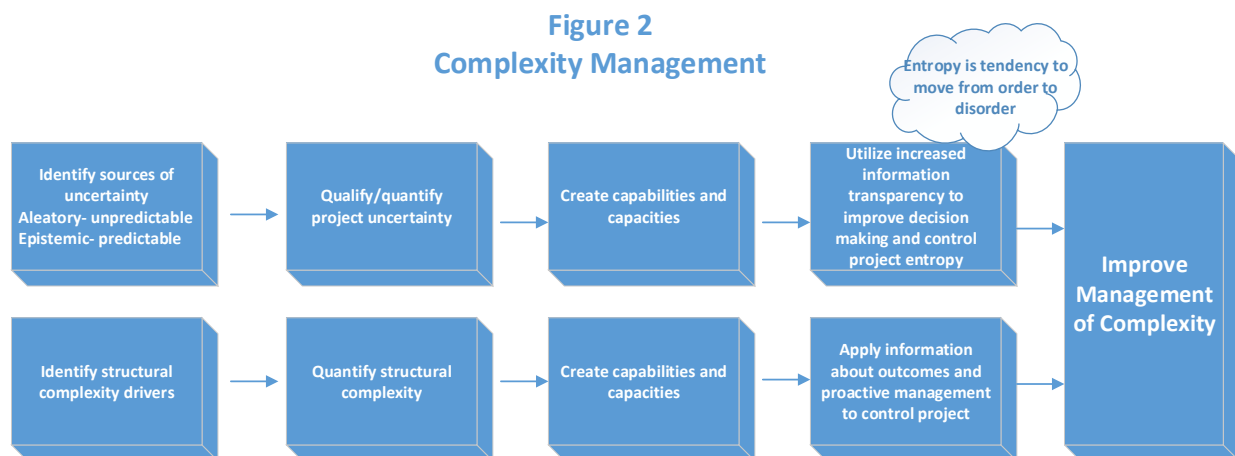 Figure 2
Complexity Management
Entropy is tendency to
move from order to
disorder
Identify sources of
uncertainty
Aleatory- unpredictable
Epistemic- predictable
Qualify/quantify
project uncertainty
Create capabilities and
capacities
Utilize increased
information
transparency to
improve decision
making and control
project entropy
Improve
Management
of Complexity
Identify structural
complexity drivers
Quantify structural
complexity
Create capabilities and
capacities
Apply information
about outcomes and
proactive management
to control project